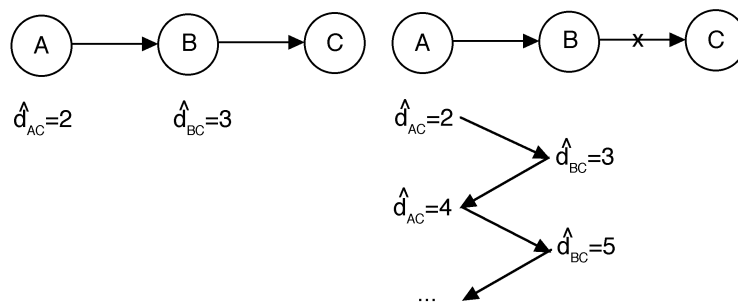 A B C
d̂AC=2 d̂BC=3
A B x C
d̂AC=2
d̂BC=3
d̂AC=4
d̂BC=5
...